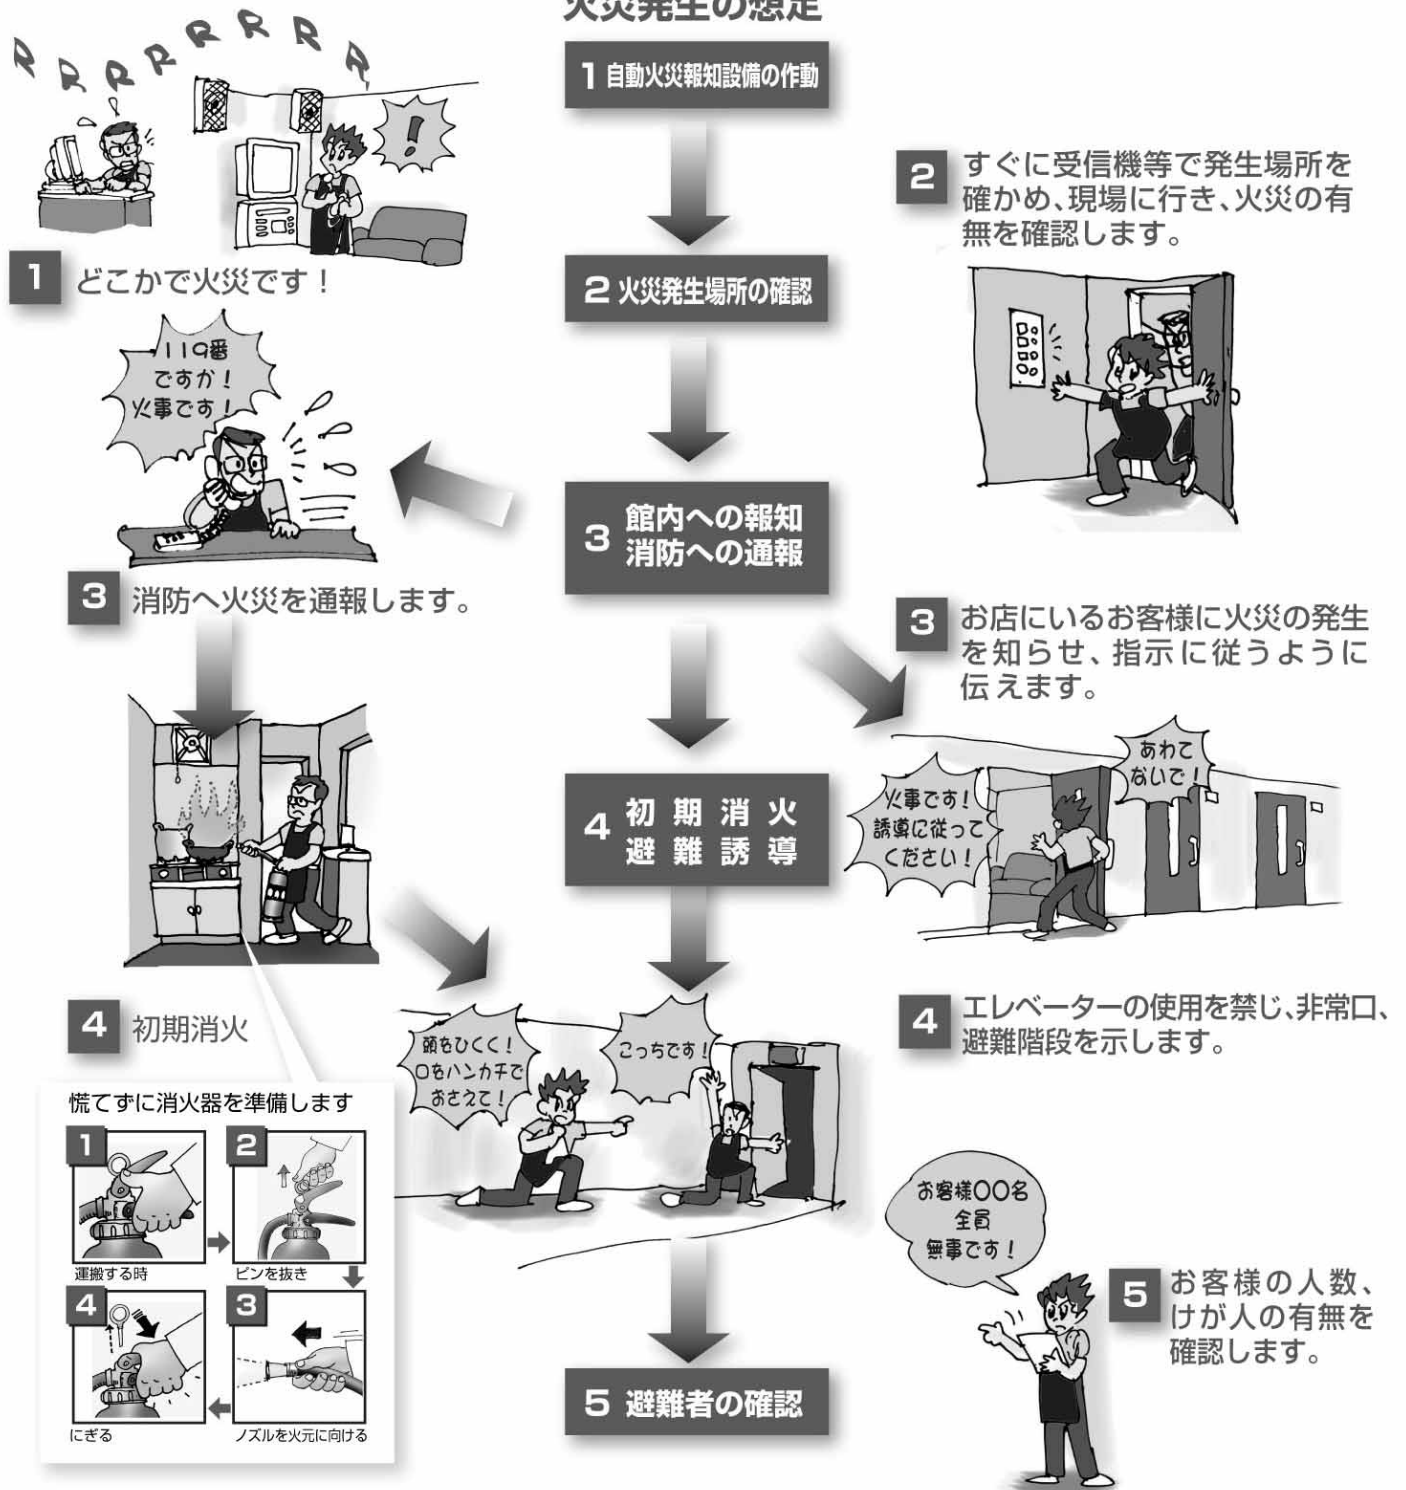 火災発生の想定
R R R R R R R R
!
1 自動火災報知設備の作動
1 どこかで火災です!
2 すぐに受信機等で発生場所を
確かめ、現場に行き、火災の有
無を確認します。
2 火災発生場所の確認
119番
ですか!
火事です!
3 館内への報知
消防への通報
3 消防へ火災を通報します。
3 お店にいるお客様に火災の発生
を知らせ、指示に従うように
伝えます。
あわて
ないで!
火事です!
誘導に従って
ください!
4 初期消火
避難誘導
4 初期消火
4 エレベーターの使用を禁じ、非常口、
避難階段を示します。
頭をひくく!
口をハンカチで
おさえて!
こっちです!
慌てずに消火器を準備します
1
運搬する時
2
ピンを抜き
3
ノズルを火元に向ける
4
にぎる
お客様〇〇名
全員
無事です!
5 お客様の人数、
けが人の有無を
確認します。
5 避難者の確認